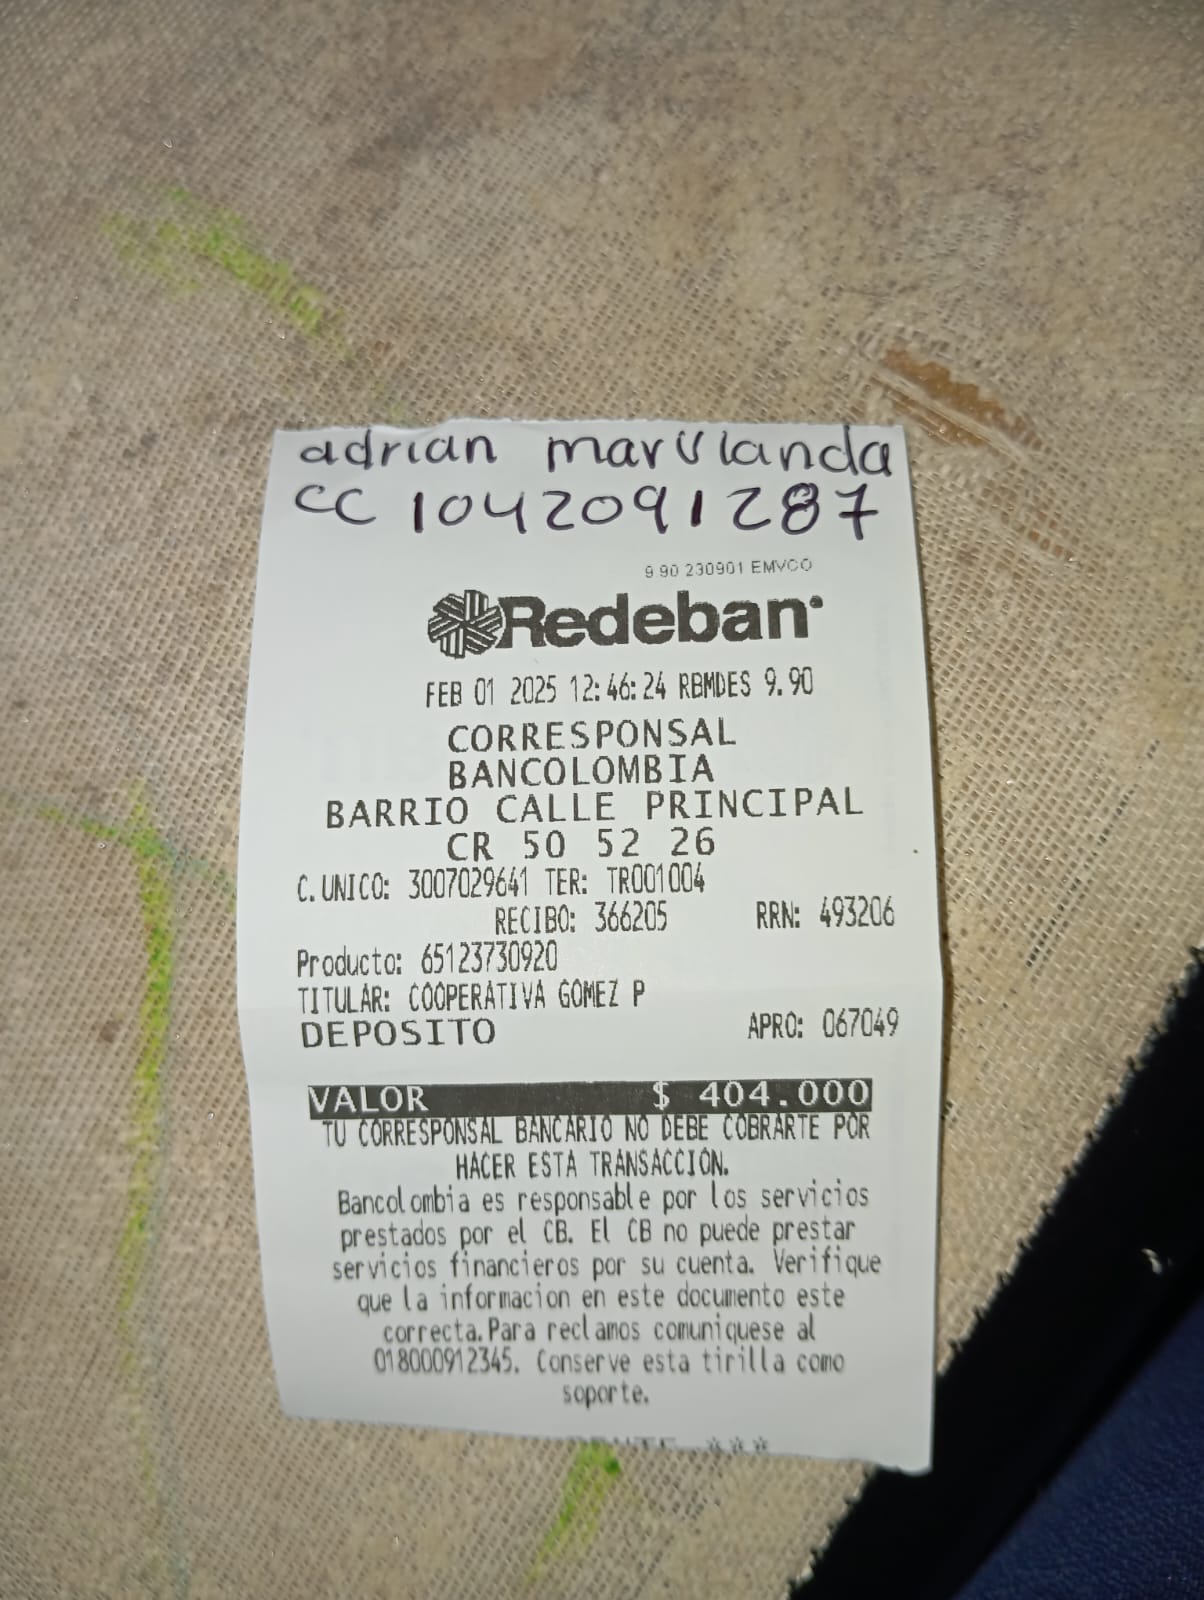 adrian marulanda
CC 1042091287
9.90 230901 EMVCO
Redeban
FEB 01 2025 12:46:24 RBMDES 9.90
CORRESPONSAL
BANCOLOMBIA
BARRIO CALLE PRINCIPAL
CR 50 52 26
C.UNICO: 3007029641 TER: TR001004
RECIBO: 366205 RRN: 493206
Producto: 65123730920
TITULAR: COOPERATIVA GOMEZ P
DEPOSITO APRO: 067049
VALOR $ 404.000
TU CORRESPONSAL BANCARIO NO DEBE COBRARTE POR
HACER ESTA TRANSACCION.
Bancolombia es responsable por los servicios
prestados por el CB. El CB no puede prestar
servicios financieros por su cuenta. Verifique
que la informacion en este documento este
correcta.Para reclamos comuniquese al
018000912345. Conserve esta tirilla como
soporte.
***